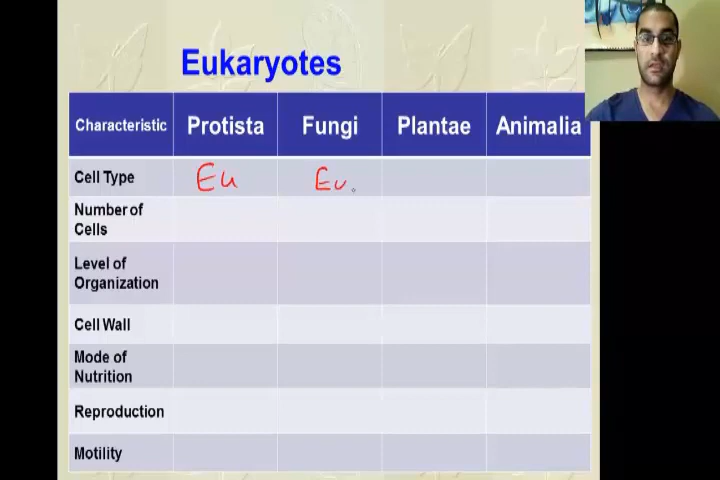 Eukaryotes
Characteristic Protista Fungi Plantae Animalia
Cell Type Eu Eu
Number of
Cells
Level of
Organization
Cell Wall
Mode of
Nutrition
Reproduction
Motility